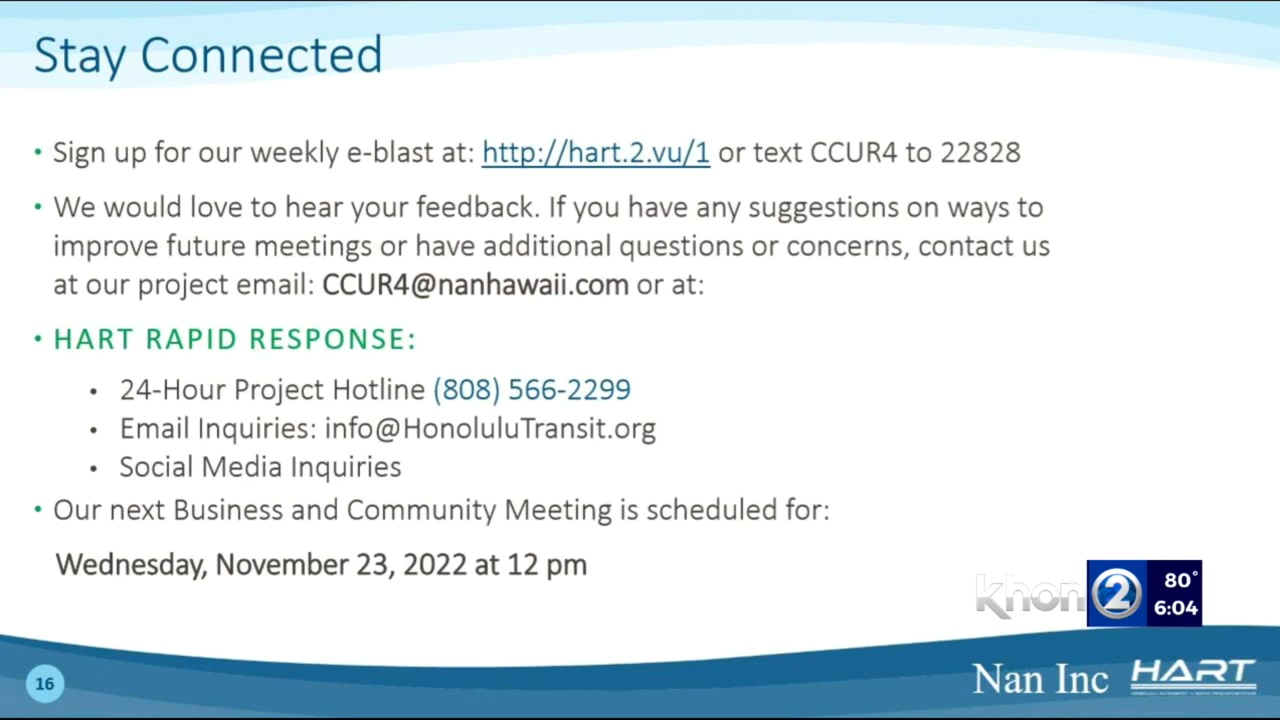 Stay Connected
• Sign up for our weekly e-blast at: http://hart.2.vu/1 or text CCUR4 to 22828
• We would love to hear your feedback. If you have any suggestions on ways to
improve future meetings or have additional questions or concerns, contact us
at our project email: CCUR4@nanhawaii.com or at:
• HART RAPID RESPONSE:
• 24-Hour Project Hotline (808) 566-2299
• Email Inquiries: info@HonoluluTransit.org
• Social Media Inquiries
• Our next Business and Community Meeting is scheduled for:
Wednesday, November 23, 2022 at 12 pm
khon 2 80°
6:04
16
Nan Inc HART